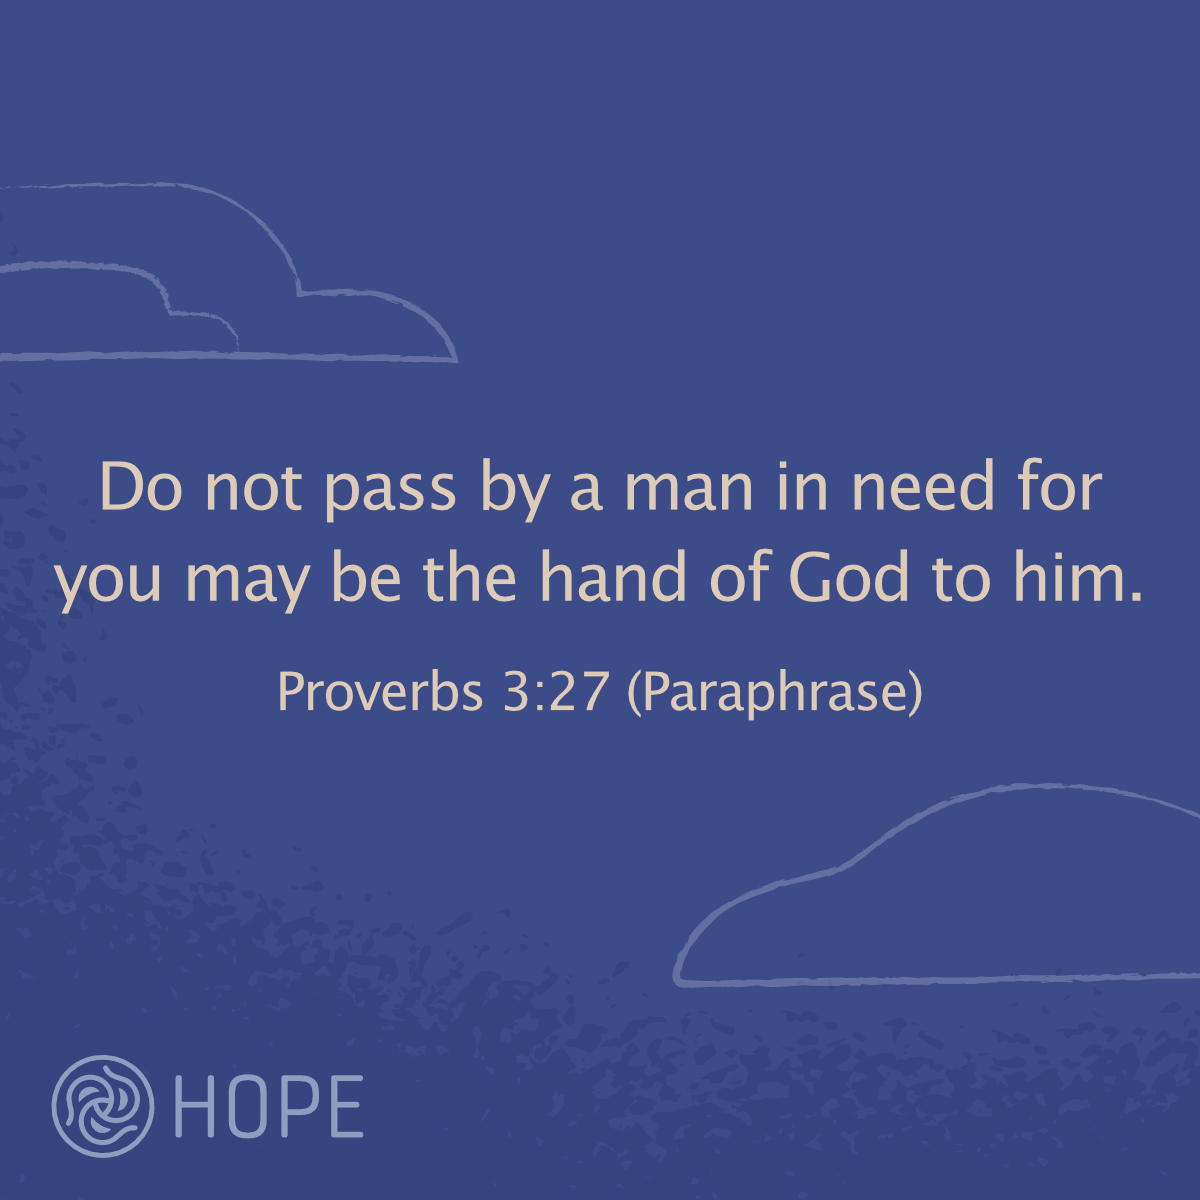 Do not pass by a man in need for
you may be the hand of God to him.
Proverbs 3:27 (Paraphrase)
HOPE